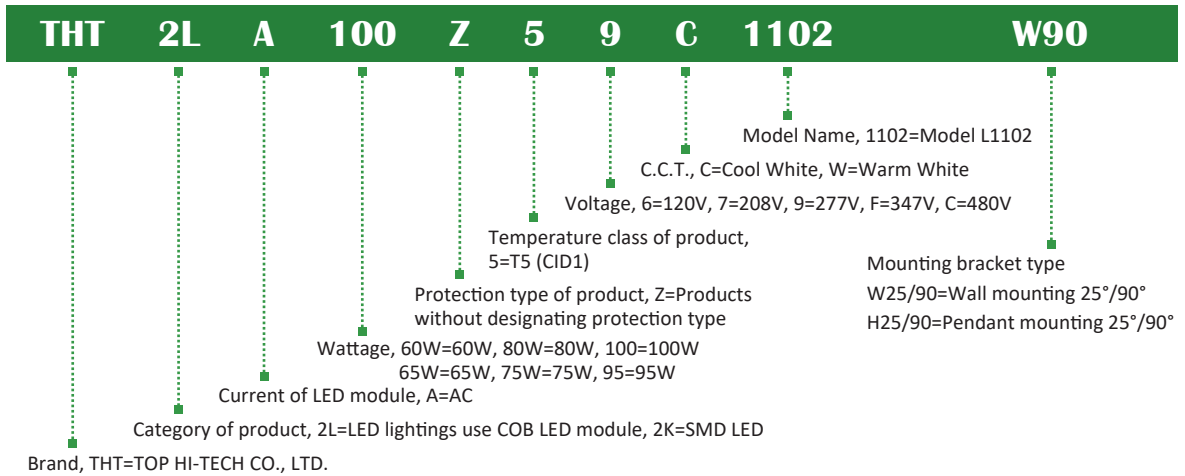 THT 2L A 100 Z 5 9 C 1102 W90
Model Name, 1102=Model L1102
C.C.T., C=Cool White, W=Warm White
Voltage, 6=120V, 7=208V, 9=277V, F=347V, C=480V
Temperature class of product,
5=T5 (CID1)
Mounting bracket type
W25/90=Wall mounting 25°/90°
H25/90=Pendant mounting 25°/90°
Protection type of product, Z=Products
without designating protection type
Wattage, 60W=60W, 80W=80W, 100=100W
65W=65W, 75W=75W, 95=95W
Current of LED module, A=AC
Category of product, 2L=LED lightings use COB LED module, 2K=SMD LED
Brand, THT=TOP HI-TECH CO., LTD.